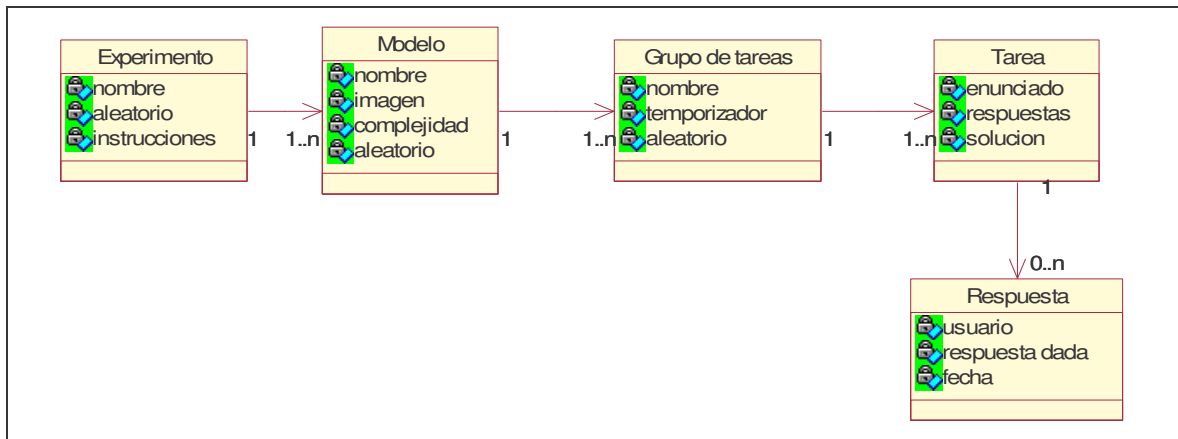 Experimento
nombre
aleatorio
instrucciones
1
1..n
Modelo
nombre
imagen
complejidad
aleatorio
1
1..n
Grupo de tareas
nombre
temporizador
aleatorio
1
1..n
Tarea
enunciado
respuestas
solucion
1
0..n
Respuesta
usuario
respuesta dada
fecha